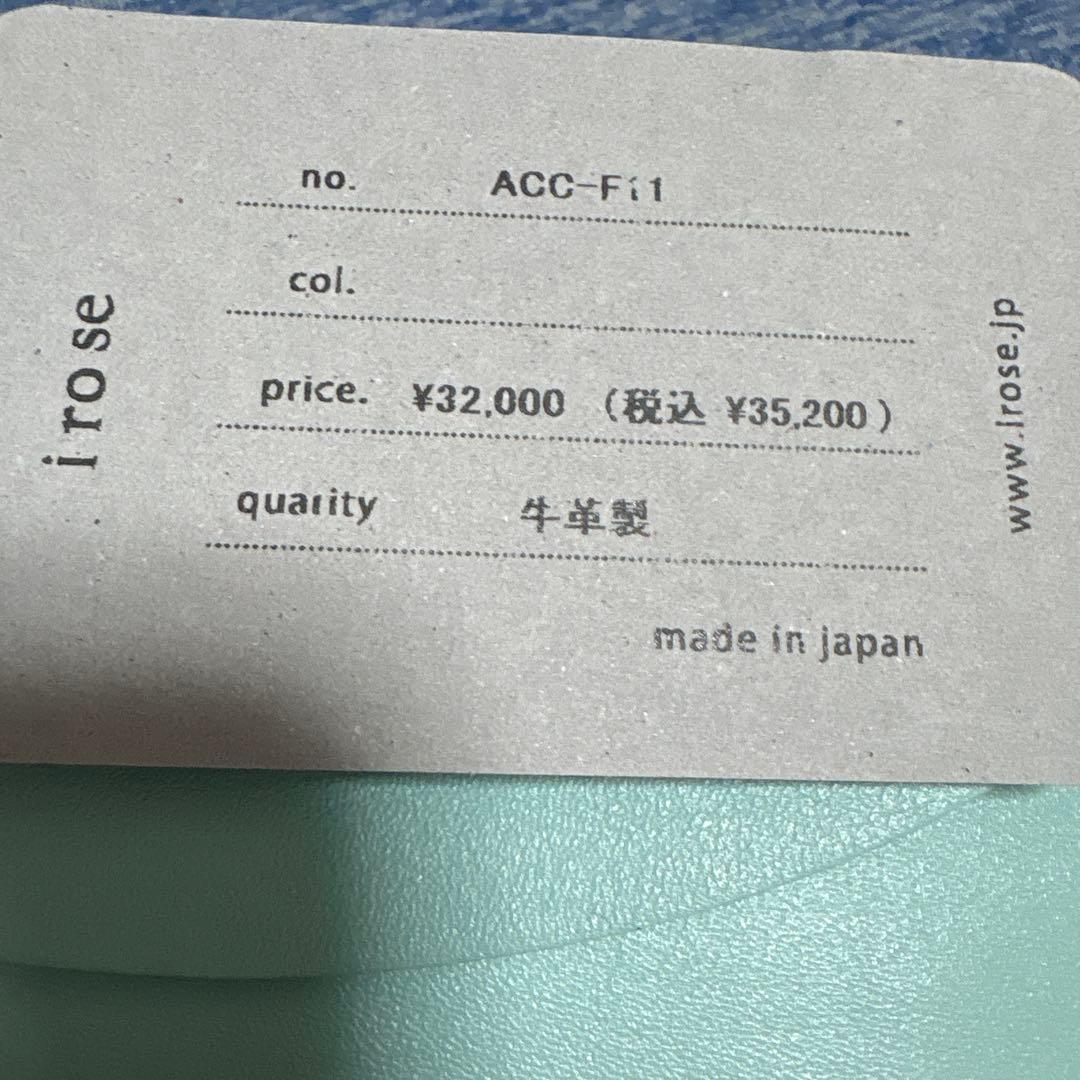 i rose
no. ACC-Fi1
col.
price. ¥32,000 (税込 ¥35,200)
quarity 牛革製
made in japan
www.irose.jp